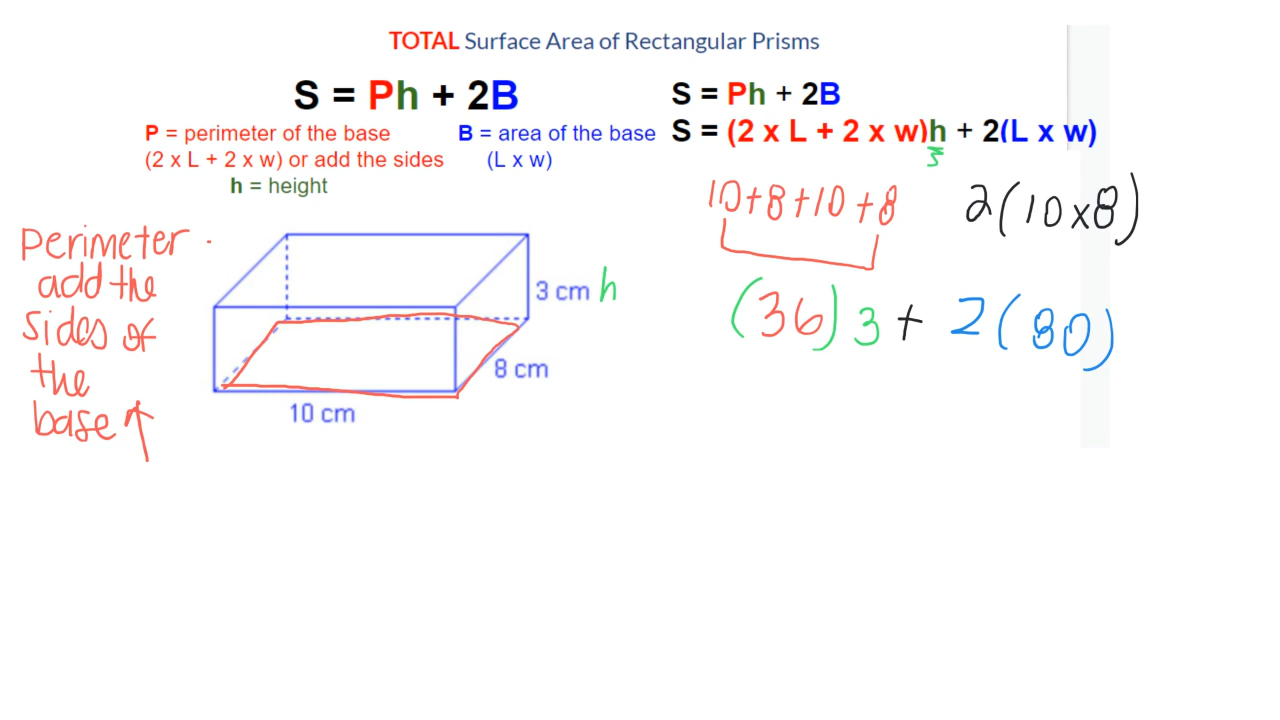 TOTAL Surface Area of Rectangular Prisms
S = Ph + 2B
P = perimeter of the base
(2 x L + 2 x w) or add the sides
B = area of the base
(L x w)
h = height
S = Ph + 2B
S = (2 x L + 2 x w)h + 2(L x w)
3
10+8+10+8
2(10x8)
(36)3 + 2(80)
Perimeter
add the
sides of
the
base
3 cm h
8 cm
10 cm